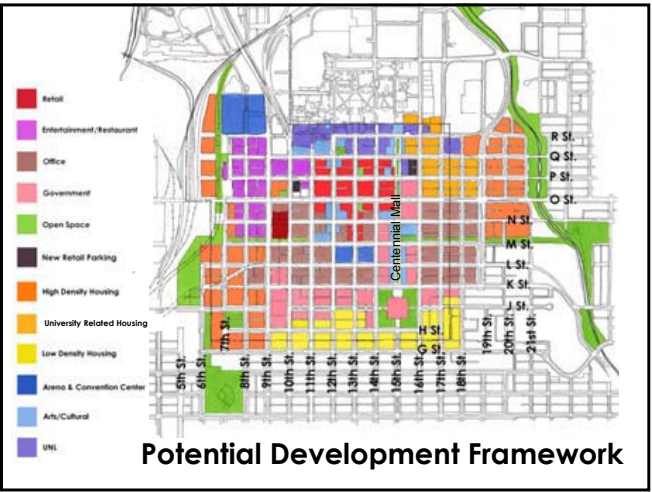 Retail
Entertainment/Restaurant
Office
Government
Open Space
New Retail Parking
High Density Housing
University Related Housing
Low Density Housing
Arena & Convention Center
Arts/Cultural
UNL
R St.
Q St.
P St.
O St.
N St.
M St.
L St.
K St.
J St.
H St.
G St.
Centennial Mall
5th St.
6th St.
7th St.
8th St.
9th St.
10th St.
11th St.
12th St.
13th St.
14th St.
15th St.
16th St.
17th St.
18th St.
19th St.
20th St.
21st St.
Potential Development Framework